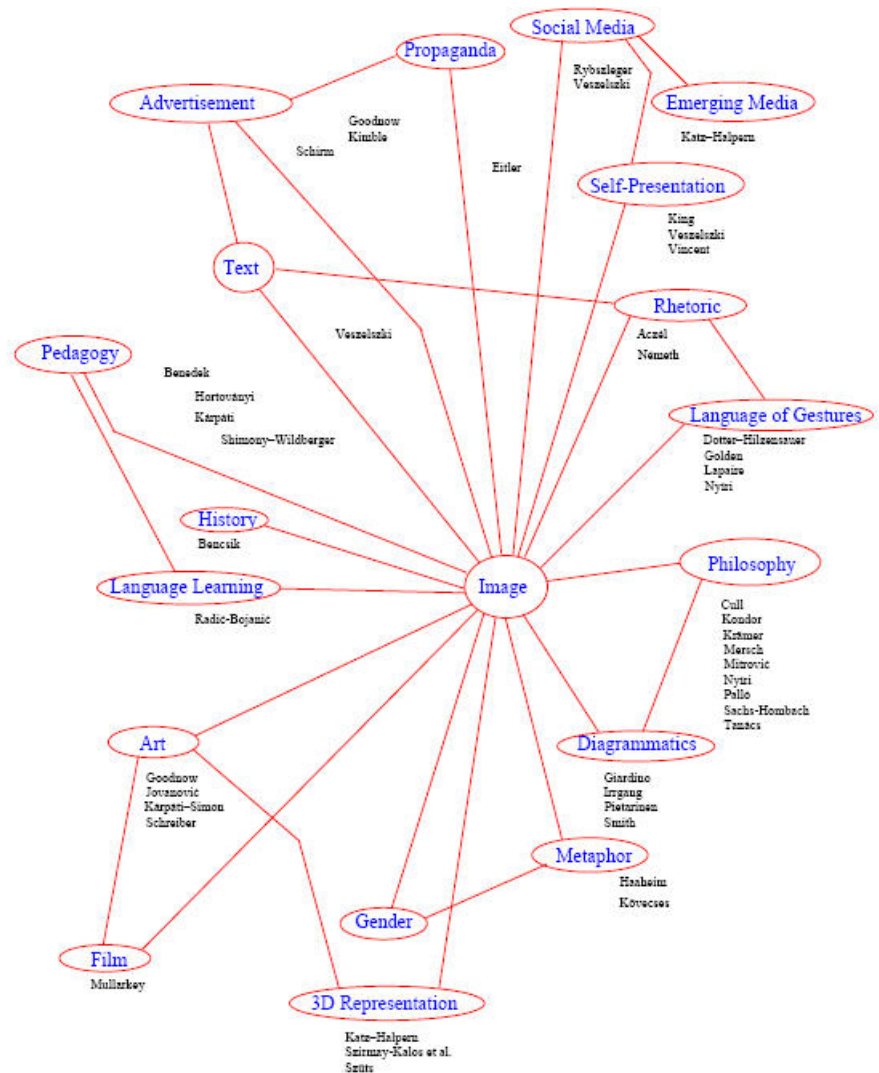 Social Media
Propaganda
Rybszleger
Veszelszki
Advertisement
Emerging Media
Goodnow
Kimble
Katz–Halpern
Schirm
Eitler
Self-Presentation
King
Veszelszki
Vincent
Text
Rhetoric
Veszelszki
Aczél
Németh
Pedagogy
Benedek
Hortoványi
Kárpáti
Shimony–Wildberger
Language of Gestures
Dotter–Hilzensauer
Golden
Lapaire
Nyíri
History
Bencsik
Language Learning
Radic-Bojanic
Image
Philosophy
Cull
Kondor
Krämer
Mersch
Mitrovic
Nyíri
Palló
Sachs-Hombach
Tanács
Art
Goodnow
Jovanović
Kárpáti–Simon
Schreiber
Diagrammatics
Giardino
Irrgang
Pietarinen
Smith
Metaphor
Haaheim
Kövecses
Gender
Film
Mullarkey
3D Representation
Katz–Halpern
Szirmay-Kalos et al.
Szűts